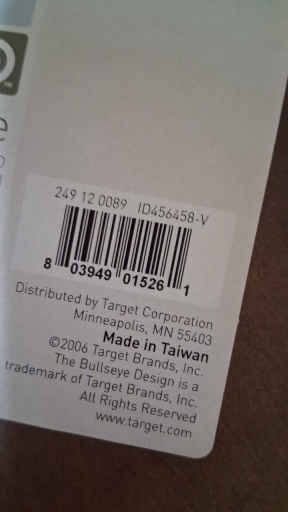 249 12 0089 ID456458-V
8 03949 01526 1
Distributed by Target Corporation
Minneapolis, MN 55403
Made in Taiwan
©2006 Target Brands, Inc.
The Bullseye Design is a
trademark of Target Brands, Inc.
All Rights Reserved
www.target.com